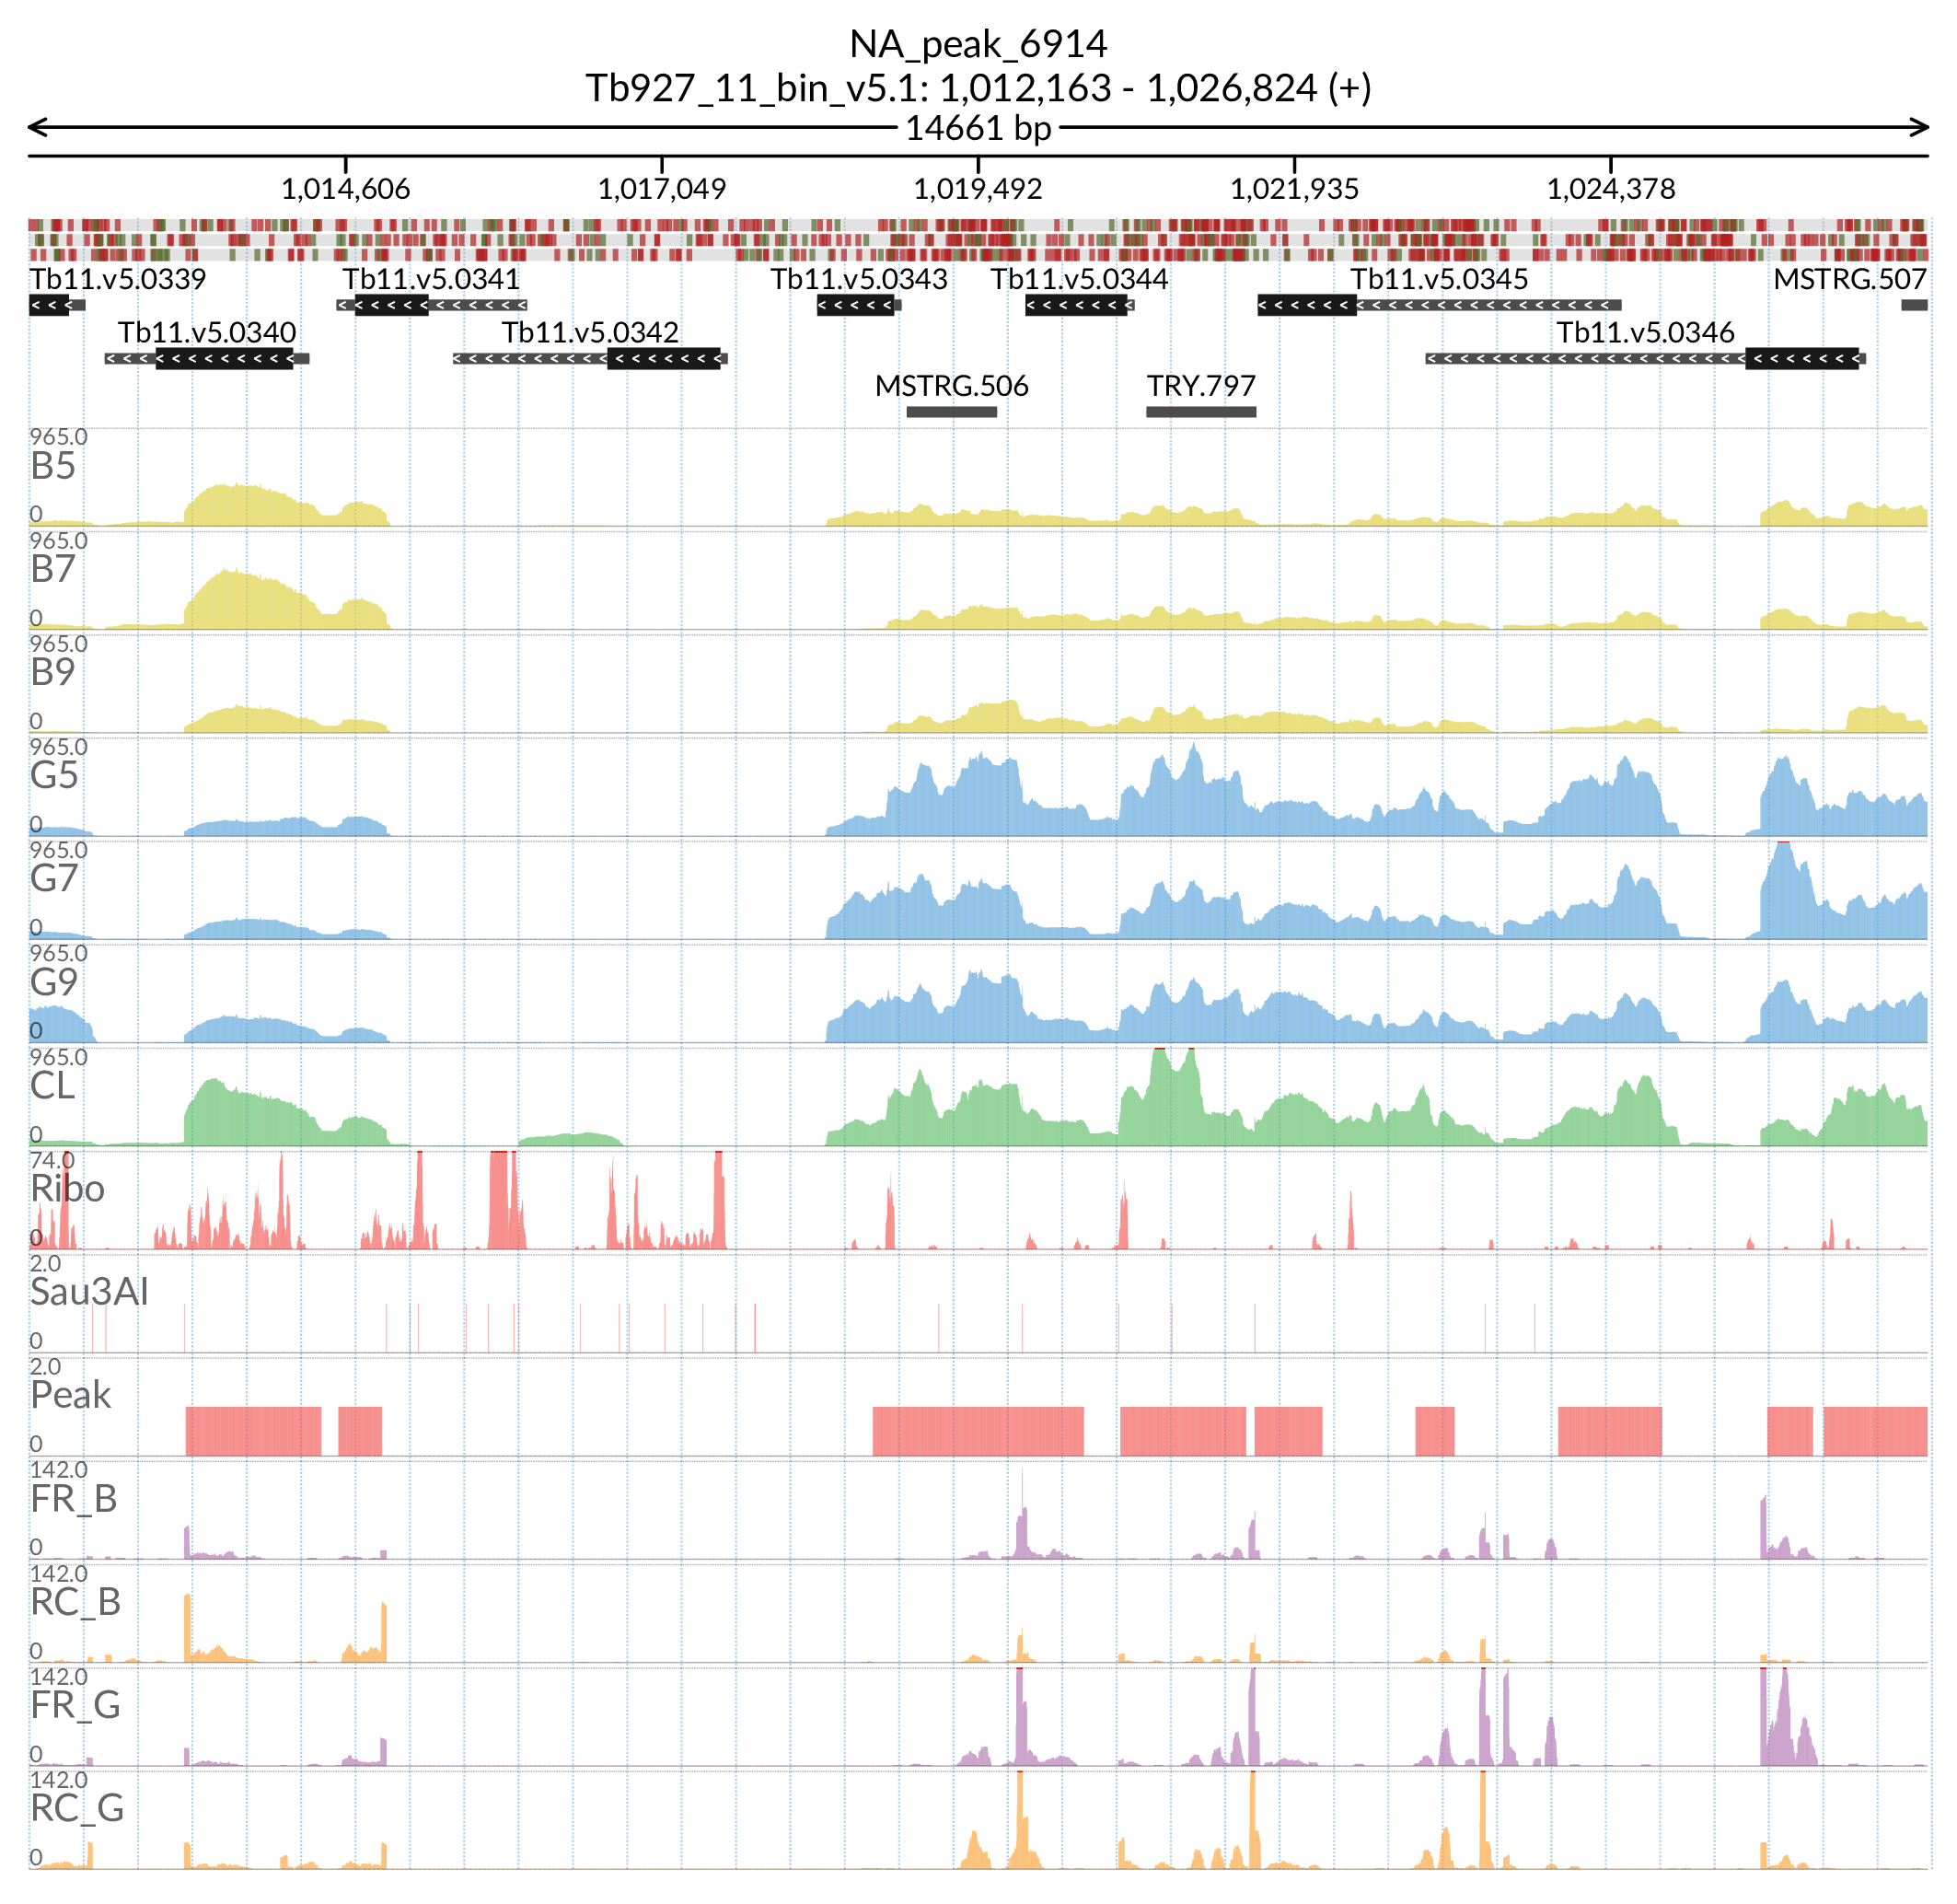 NA_peak_6914
Tb927_11_bin_v5.1: 1,012,163 - 1,026,824 (+)
14661 bp
1,014,606 1,017,049 1,019,492 1,021,935 1,024,378
Tb11.v5.0339 Tb11.v5.0341 Tb11.v5.0343 Tb11.v5.0344 Tb11.v5.0345 MSTRG.507
Tb11.v5.0340 Tb11.v5.0342 Tb11.v5.0346
MSTRG.506 TRY.797
965.0
B5
0
965.0
B7
0
965.0
B9
0
965.0
G5
0
965.0
G7
0
965.0
G9
0
965.0
CL
0
74.0
Ribo
0
2.0
Sau3AI
0
2.0
Peak
0
142.0
FR_B
0
142.0
RC_B
0
142.0
FR_G
0
142.0
RC_G
0